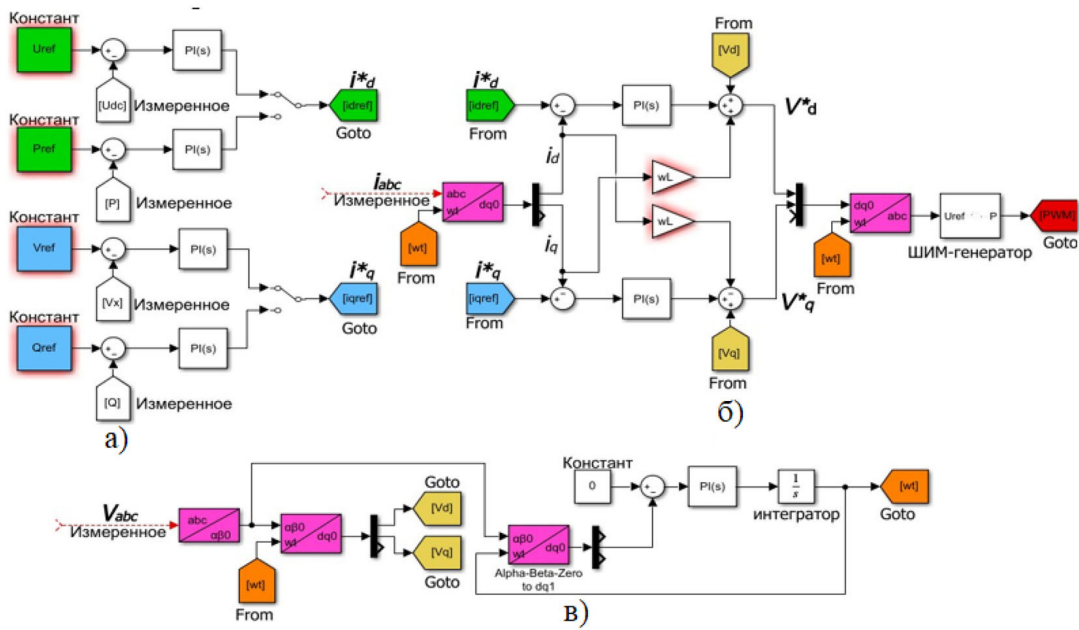 Констант
Uref
+
−
PI(s)
[Udc]
Измеренное
i*d
[idref]
Goto
Констант
Pref
+
−
PI(s)
[P]
Измеренное
Констант
Vref
+
−
PI(s)
[Vx]
Измеренное
i*q
[iqref]
Goto
Констант
Qref
+
−
PI(s)
[Q]
Измеренное
а)
From
[Vd]
i*d
[idref]
From
+
−
PI(s)
+
+
+
V*d
id
wL
iabc
Измеренное
abc
wt
dq0
[wt]
From
wL
iq
i*q
[iqref]
From
+
−
PI(s)
−
+
+
V*q
[Vq]
From
dq0
wt
abc
[wt]
From
Uref
P
ШИМ-генератор
[PWM]
Goto
б)
Vabc
Измеренное
abc
αβ0
αβ0
wt
dq0
[wt]
From
Goto
[Vd]
[Vq]
Goto
αβ0
wt
dq0
Alpha-Beta-Zero
to dq1
Констант
0
+
−
PI(s)
1
s
интегратор
[wt]
Goto
в)